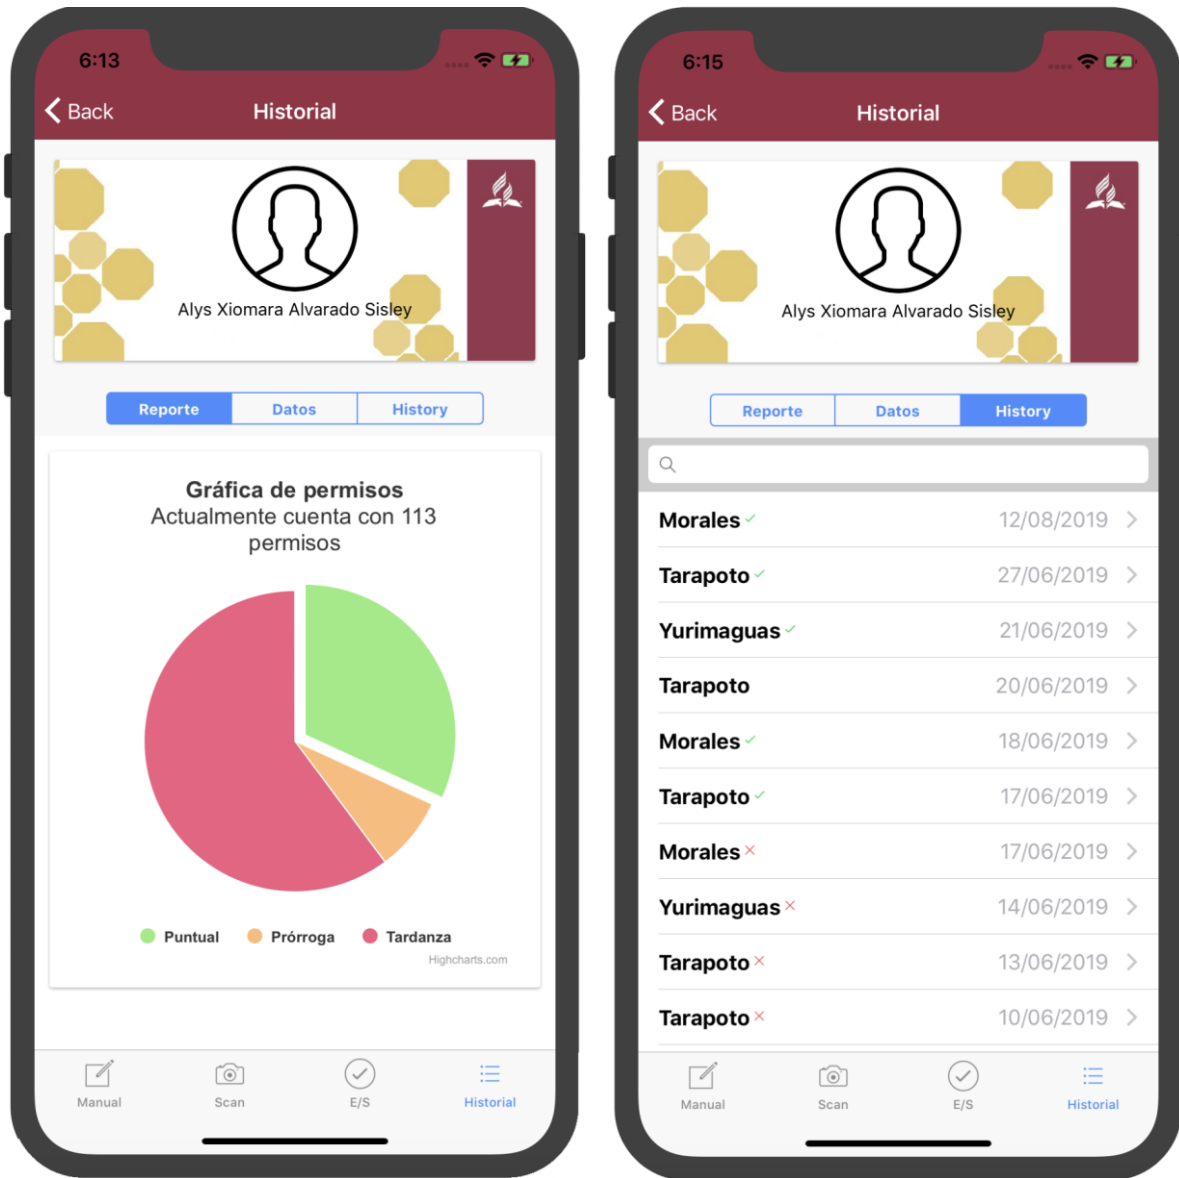 6:13
Back
Historial
Alys Xiomara Alvarado Sisley
Reporte Datos History
Gráfica de permisos
Actualmente cuenta con 113
permisos
Puntual Prórroga Tardanza
Highcharts.com
Manual Scan E/S Historial
6:15
Back
Historial
Alys Xiomara Alvarado Sisley
Reporte Datos History
Morales 12/08/2019
Tarapoto 27/06/2019
Yurimaguas 21/06/2019
Tarapoto 20/06/2019
Morales 18/06/2019
Tarapoto 17/06/2019
Morales 17/06/2019
Yurimaguas 14/06/2019
Tarapoto 13/06/2019
Tarapoto 10/06/2019
Manual Scan E/S Historial